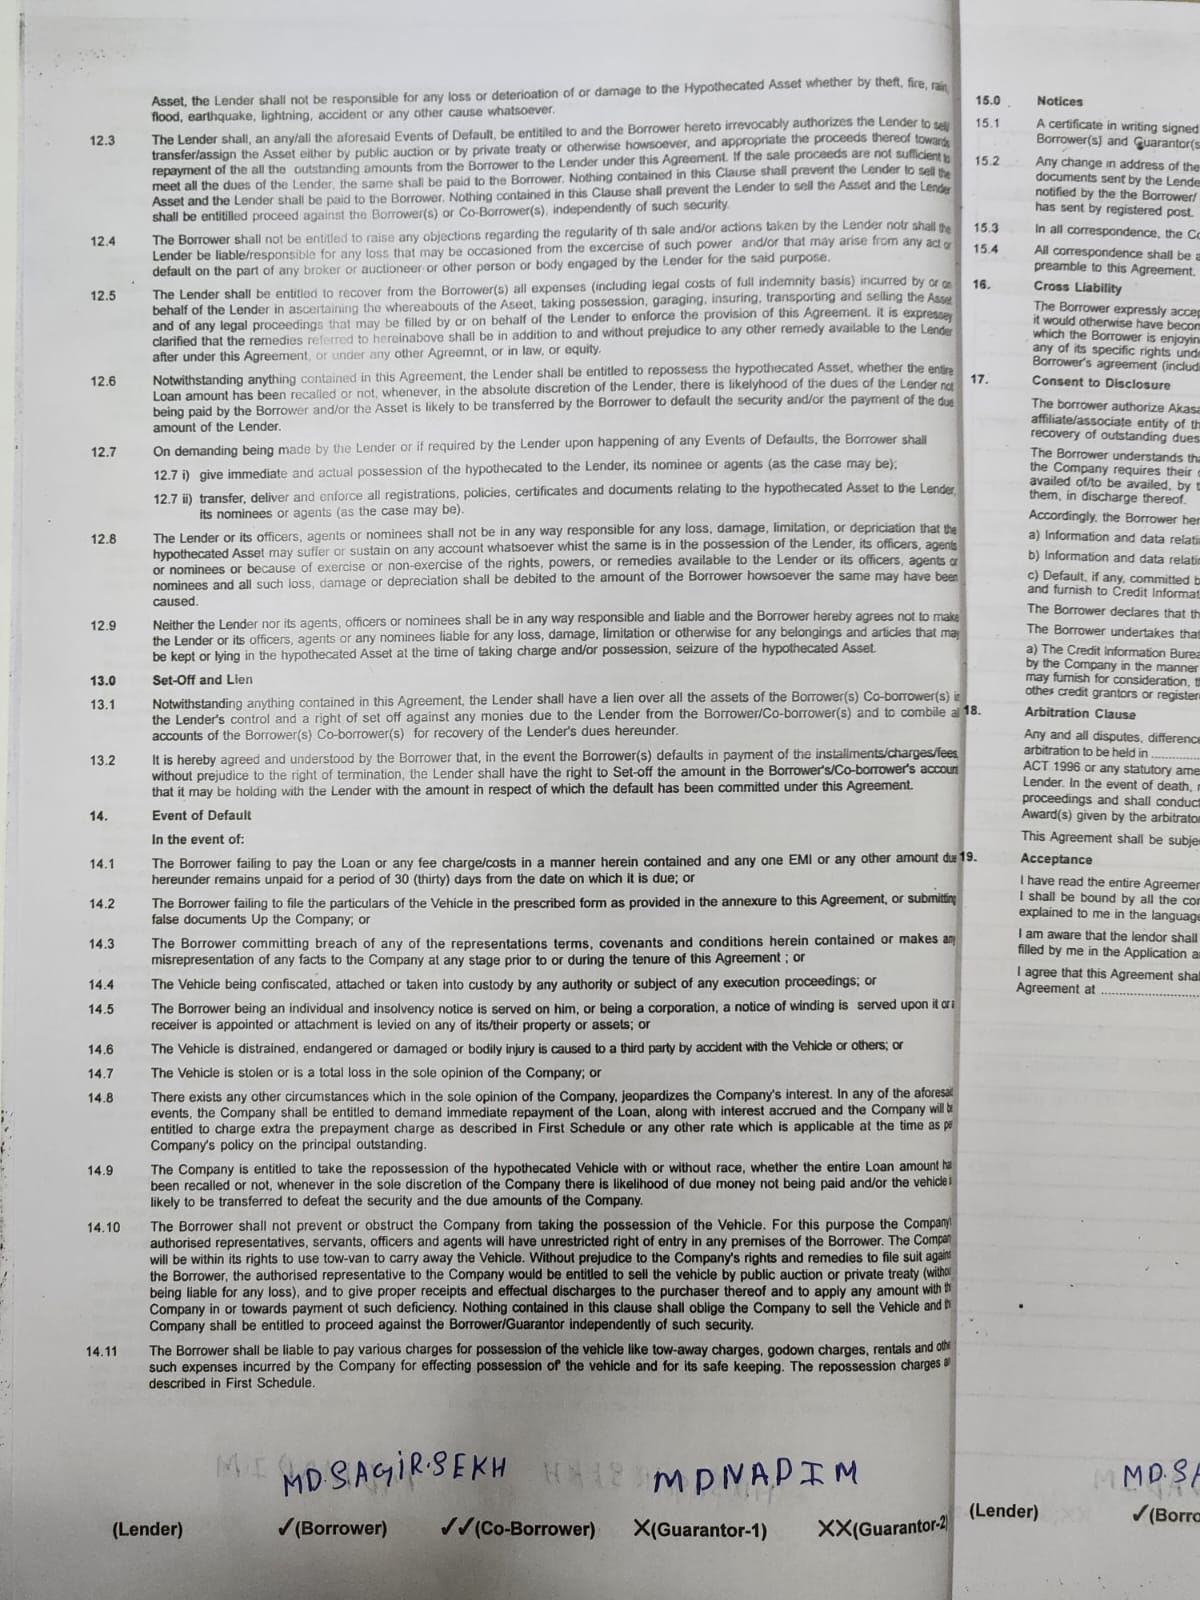 Asset, the Lender shall not be responsible for any loss or deterioation of or damage to the Hypothecated Asset whether by theft, fire, rain,
flood, earthquake, lightning, accident or any other cause whatsoever.
12.3 The Lender shall, an any/all the aforesaid Events of Default, be entitiled to and the Borrower hereto irrevocably authorizes the Lender to sell
transfer/assign the Asset either by public auction or by private treaty or otherwise howsoever, and appropriate the proceeds thereof towards
repayment of the all the outstanding amounts from the Borrower to the Lender under this Agreement. If the sale proceeds are not sufficient to
meet all the dues of the Lender, the same shall be paid to the Borrower. Nothing contained in this Clause shall prevent the Lender to sell the
Asset and the Lender shall be paid to the Borrower. Nothing contained in this Clause shall prevent the Lender to sell the Asset and the Lender
shall be entitilled proceed against the Borrower(s) or Co-Borrower(s), independently of such security.
12.4 The Borrower shall not be entitled to raise any objections regarding the regularity of th sale and/or actions taken by the Lender notr shall the
Lender be liable/responsible for any loss that may be occasioned from the excercise of such power and/or that may arise from any act or
default on the part of any broker or auctioneer or other person or body engaged by the Lender for the said purpose.
12.5 The Lender shall be entitled to recover from the Borrower(s) all expenses (including legal costs of full indemnity basis) incurred by or on
behalf of the Lender in ascertaining the whereabouts of the Aseet, taking possession, garaging, insuring, transporting and selling the Asset
and of any legal proceedings that may be filled by or on behalf of the Lender to enforce the provision of this Agreement. it is expressey
clarified that the remedies referred to hereinabove shall be in addition to and without prejudice to any other remedy available to the Lender
after under this Agreement, or under any other Agreemnt, or in law, or equity.
12.6 Notwithstanding anything contained in this Agreement, the Lender shall be entitled to repossess the hypothecated Asset, whether the entire
Loan amount has been recalled or not, whenever, in the absolute discretion of the Lender, there is likelyhood of the dues of the Lender not
being paid by the Borrower and/or the Asset is likely to be transferred by the Borrower to default the security and/or the payment of the due
amount of the Lender.
12.7 On demanding being made by the Lender or if required by the Lender upon happening of any Events of Defaults, the Borrower shall
12.7 i) give immediate and actual possession of the hypothecated to the Lender, its nominee or agents (as the case may be);
12.7 ii) transfer, deliver and enforce all registrations, policies, certificates and documents relating to the hypothecated Asset to the Lender,
its nominees or agents (as the case may be).
12.8 The Lender or its officers, agents or nominees shall not be in any way responsible for any loss, damage, limitation, or depriciation that the
hypothecated Asset may suffer or sustain on any account whatsoever whist the same is in the possession of the Lender, its officers, agents
or nominees or because of exercise or non-exercise of the rights, powers, or remedies available to the Lender or its officers, agents or
nominees and all such loss, damage or depreciation shall be debited to the amount of the Borrower howsoever the same may have been
caused.
12.9 Neither the Lender nor its agents, officers or nominees shall be in any way responsible and liable and the Borrower hereby agrees not to make
the Lender or its officers, agents or any nominees liable for any loss, damage, limitation or otherwise for any belongings and articles that may
be kept or lying in the hypothecated Asset at the time of taking charge and/or possession, seizure of the hypothecated Asset.
13.0 Set-Off and Lien
13.1 Notwithstanding anything contained in this Agreement, the Lender shall have a lien over all the assets of the Borrower(s) Co-borrower(s) in
the Lender's control and a right of set off against any monies due to the Lender from the Borrower/Co-borrower(s) and to combile al
accounts of the Borrower(s) Co-borrower(s) for recovery of the Lender's dues hereunder.
13.2 It is hereby agreed and understood by the Borrower that, in the event the Borrower(s) defaults in payment of the installments/charges/fees,
without prejudice to the right of termination, the Lender shall have the right to Set-off the amount in the Borrower's/Co-borrower's account
that it may be holding with the Lender with the amount in respect of which the default has been committed under this Agreement.
14. Event of Default
In the event of:
14.1 The Borrower failing to pay the Loan or any fee charge/costs in a manner herein contained and any one EMI or any other amount due
hereunder remains unpaid for a period of 30 (thirty) days from the date on which it is due; or
14.2 The Borrower failing to file the particulars of the Vehicle in the prescribed form as provided in the annexure to this Agreement, or submitting
false documents Up the Company; or
14.3 The Borrower committing breach of any of the representations terms, covenants and conditions herein contained or makes any
misrepresentation of any facts to the Company at any stage prior to or during the tenure of this Agreement ; or
14.4 The Vehicle being confiscated, attached or taken into custody by any authority or subject of any execution proceedings; or
14.5 The Borrower being an individual and insolvency notice is served on him, or being a corporation, a notice of winding is served upon it or a
receiver is appointed or attachment is levied on any of its/their property or assets; or
14.6 The Vehicle is distrained, endangered or damaged or bodily injury is caused to a third party by accident with the Vehicle or others; or
14.7 The Vehicle is stolen or is a total loss in the sole opinion of the Company; or
14.8 There exists any other circumstances which in the sole opinion of the Company, jeopardizes the Company's interest. In any of the aforesaid
events, the Company shall be entitled to demand immediate repayment of the Loan, along with interest accrued and the Company will be
entitled to charge extra the prepayment charge as described in First Schedule or any other rate which is applicable at the time as pe
Company's policy on the principal outstanding.
14.9 The Company is entitled to take the repossession of the hypothecated Vehicle with or without race, whether the entire Loan amount ha
been recalled or not, whenever in the sole discretion of the Company there is likelihood of due money not being paid and/or the vehicle i
likely to be transferred to defeat the security and the due amounts of the Company.
14.10 The Borrower shall not prevent or obstruct the Company from taking the possession of the Vehicle. For this purpose the Company'
authorised representatives, servants, officers and agents will have unrestricted right of entry in any premises of the Borrower. The Compan
will be within its rights to use tow-van to carry away the Vehicle. Without prejudice to the Company's rights and remedies to file suit agains
the Borrower, the authorised representative to the Company would be entitled to sell the vehicle by public auction or private treaty (withou
being liable for any loss), and to give proper receipts and effectual discharges to the purchaser thereof and to apply any amount with th
Company in or towards payment ot such deficiency. Nothing contained in this clause shall oblige the Company to sell the Vehicle and th
Company shall be entitled to proceed against the Borrower/Guarantor independently of such security.
14.11 The Borrower shall be liable to pay various charges for possession of the vehicle like tow-away charges, godown charges, rentals and othe
such expenses incurred by the Company for effecting possession of the vehicle and for its safe keeping. The repossession charges a
described in First Schedule.
MD.SAGIR.SEKH MD NADIM
(Lender) ✓(Borrower) ✓✓(Co-Borrower) X(Guarantor-1) XX(Guarantor-2)
15.0 Notices
15.1 A certificate in writing signed
Borrower(s) and Guarantor(s
15.2 Any change in address of the
documents sent by the Lende
notified by the the Borrower/
has sent by registered post.
15.3 In all correspondence, the Co
15.4 All correspondence shall be a
preamble to this Agreement.
16. Cross Liability
The Borrower expressly accep
it would otherwise have becom
which the Borrower is enjoyin
any of its specific rights unde
Borrower's agreement (includi
17. Consent to Disclosure
The borrower authorize Akasa
affiliate/associate entity of th
recovery of outstanding dues
The Borrower understands tha
the Company requires their c
availed of/to be availed, by t
them, in discharge thereof.
Accordingly, the Borrower her
a) Information and data relatin
b) Information and data relatin
c) Default, if any, committed b
and furnish to Credit Informat
The Borrower declares that th
The Borrower undertakes that
a) The Credit Information Burea
by the Company in the manner
may furnish for consideration, t
other credit grantors or register
18. Arbitration Clause
Any and all disputes, difference
arbitration to be held in ............
ACT 1996 or any statutory ame
Lender. In the event of death, r
proceedings and shall conduct
Award(s) given by the arbitrator
This Agreement shall be subje
19. Acceptance
I have read the entire Agreemen
I shall be bound by all the con
explained to me in the language
I am aware that the lendor shall
filled by me in the Application a
I agree that this Agreement shal
Agreement at ........................
MD.SA
(Lender) ✓(Borro